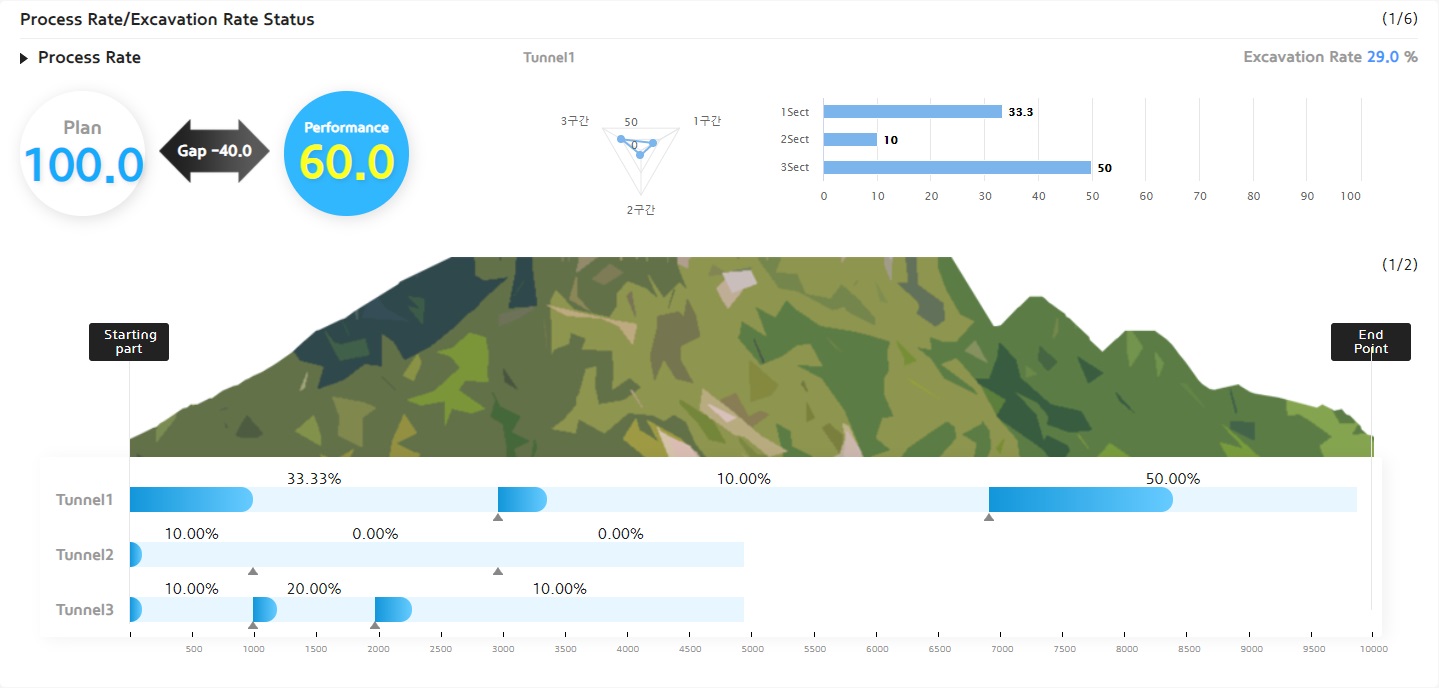 Process Rate/Excavation Rate Status
(1/6)
Process Rate
Tunnel1
Excavation Rate 29.0 %
Plan
100.0
Gap -40.0
Performance
60.0
3구간
50
1구간
0
2구간
1Sect
33.3
2Sect
10
3Sect
50
0 10 20 30 40 50 60 70 80 90 100
(1/2)
Starting
part
End
Point
33.33% 10.00% 50.00%
Tunnel1
10.00% 0.00% 0.00%
Tunnel2
10.00% 20.00% 10.00%
Tunnel3
500 1000 1500 2000 2500 3000 3500 4000 4500 5000 5500 6000 6500 7000 7500 8000 8500 9000 9500 10000